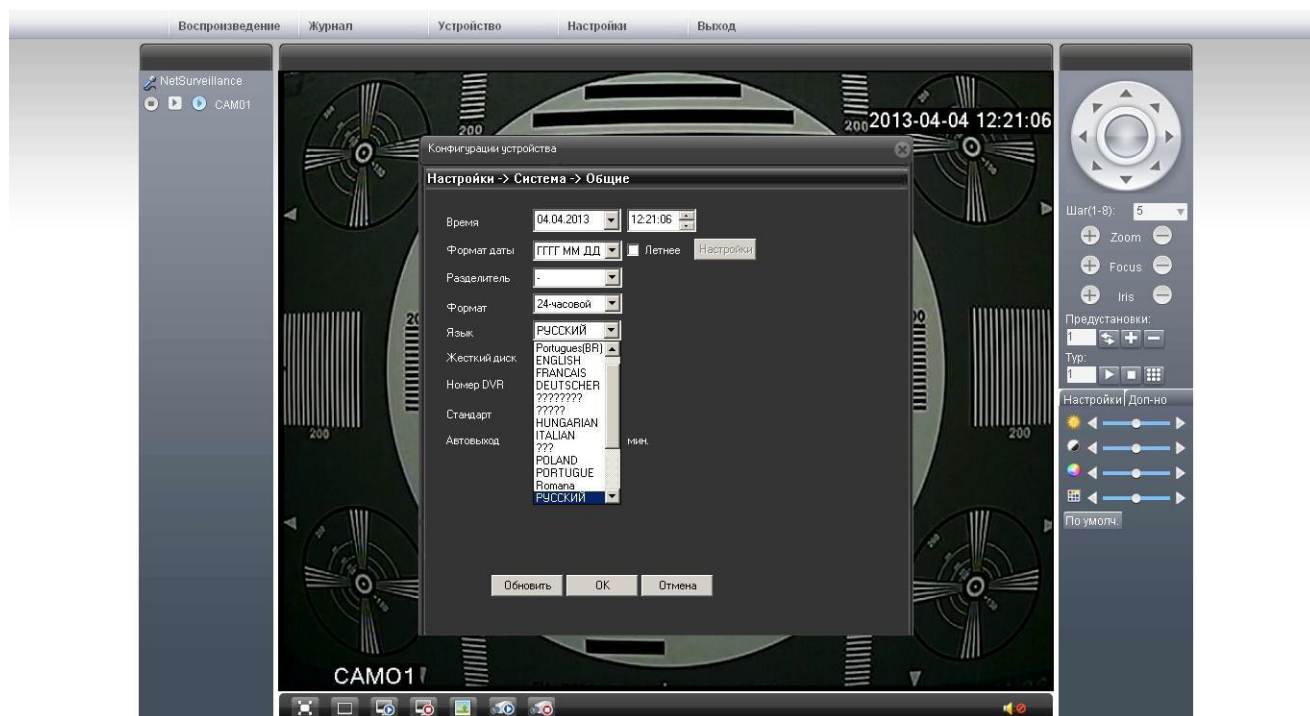 Воспроизведение Журнал Устройство Настройки Выход
NetSurveillance
CAM01
200
200
2013-04-04 12:21:06
Конфигурации устройства
Настройки -> Система -> Общие
Время 04.04.2013 12:21:06
Формат даты ГГГГ ММ ДД Летнее Настройки
Разделитель -
Формат 24-часовой
Язык РУССКИЙ
Жесткий диск
Номер DVR
Стандарт
Автовыход мин.
Portugues(BR)
ENGLISH
FRANCAIS
DEUTSCHER
????????
?????
HUNGARIAN
ITALIAN
???
POLAND
PORTUGUE
Romana
РУССКИЙ
Обновить OK Отмена
200
200
CAMO1
Шаг(1-8): 5
Zoom
Focus
Iris
Предустановки:
1
Тур:
1
Настройки Доп-но
По умолч.